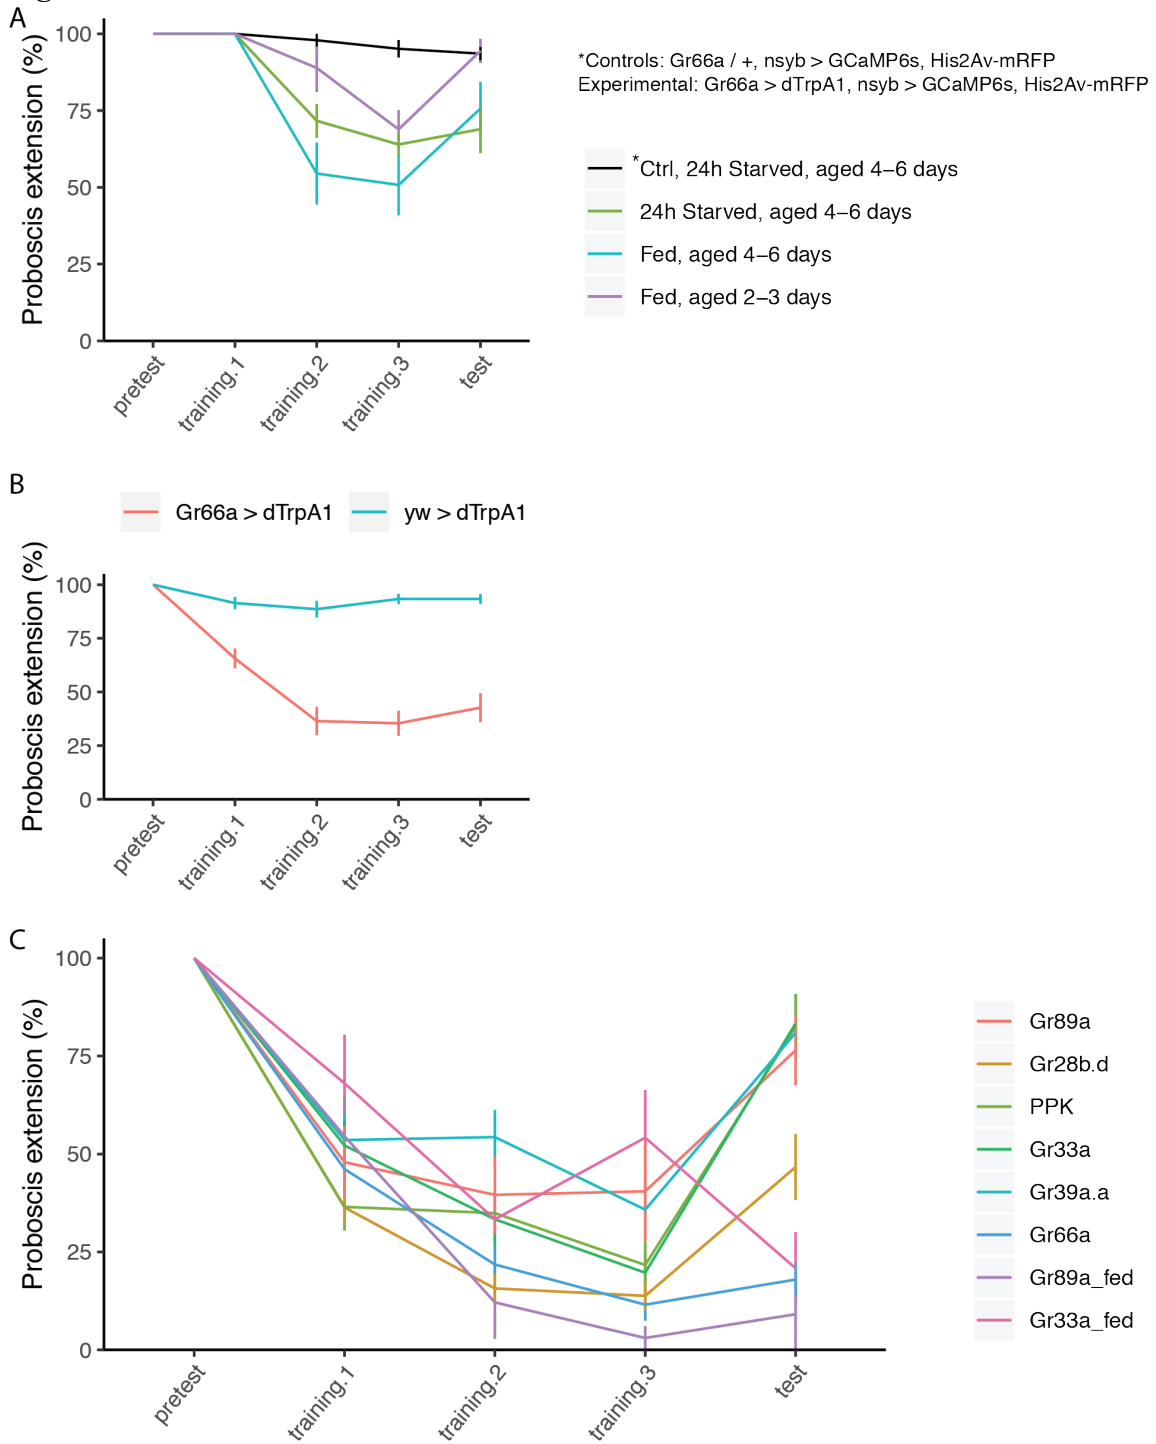 A
Proboscis extension (%)
100
75
50
25
0
pretest
training.1
training.2
training.3
test
*Controls: Gr66a / +, nsyb > GCaMP6s, His2Av-mRFP
Experimental: Gr66a > dTrpA1, nsyb > GCaMP6s, His2Av-mRFP
*Ctrl, 24h Starved, aged 4–6 days
24h Starved, aged 4–6 days
Fed, aged 4–6 days
Fed, aged 2–3 days
B
Gr66a > dTrpA1
yw > dTrpA1
Proboscis extension (%)
100
75
50
25
0
pretest
training.1
training.2
training.3
test
C
Proboscis extension (%)
100
75
50
25
0
pretest
training.1
training.2
training.3
test
Gr89a
Gr28b.d
PPK
Gr33a
Gr39a.a
Gr66a
Gr89a_fed
Gr33a_fed